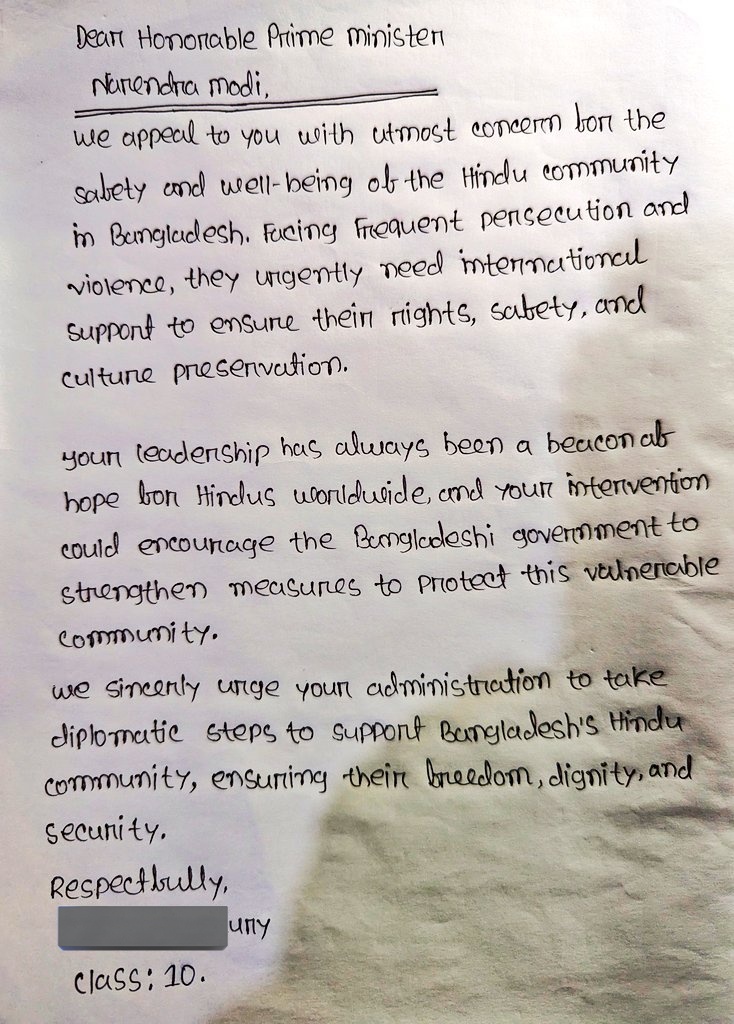 Dear Honorable Prime minister
Narendra modi,
we appeal to you with utmost concern for the
safety and well-being of the Hindu community
in Bangladesh. Facing Frequent persecution and
violence, they urgently need international
support to ensure their rights, safety, and
culture preservation.
your leadership has always been a beacon of
hope for Hindus worldwide, and your intervention
could encourage the Bangladeshi government to
strengthen measures to protect this vulnerable
community.
we sincerly urge your administration to take
diplomatic steps to support Bangladesh's Hindu
community, ensuring their freedom, dignity, and
security.
Respectfully,
ury
class: 10.